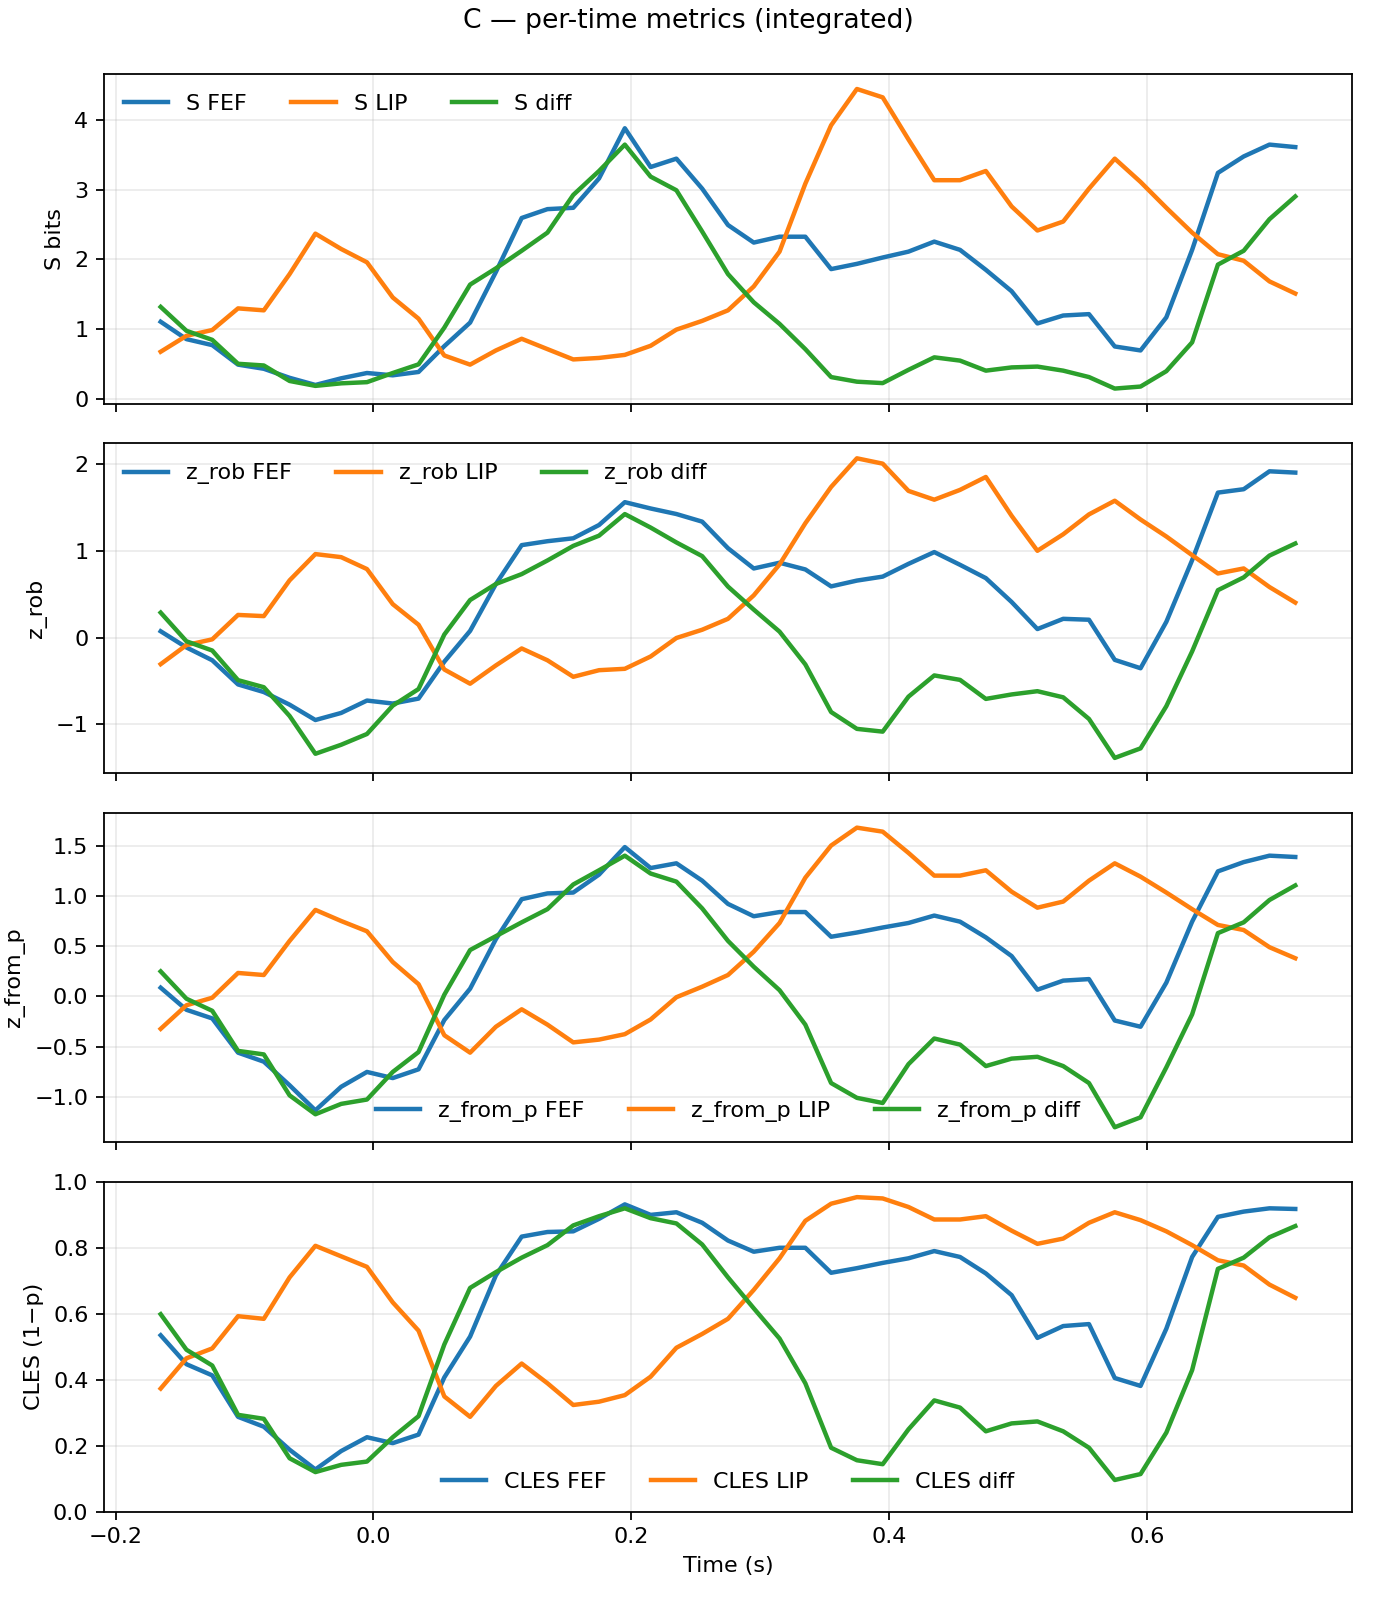 C — per-time metrics (integrated)
S FEF S LIP S diff
4
3
2
1
0
S bits
z_rob FEF z_rob LIP z_rob diff
2
1
0
−1
z_rob
1.5
1.0
0.5
0.0
−0.5
−1.0
z_from_p
z_from_p FEF z_from_p LIP z_from_p diff
1.0
0.8
0.6
0.4
0.2
0.0
CLES (1−p)
CLES FEF CLES LIP CLES diff
−0.2 0.0 0.2 0.4 0.6
Time (s)